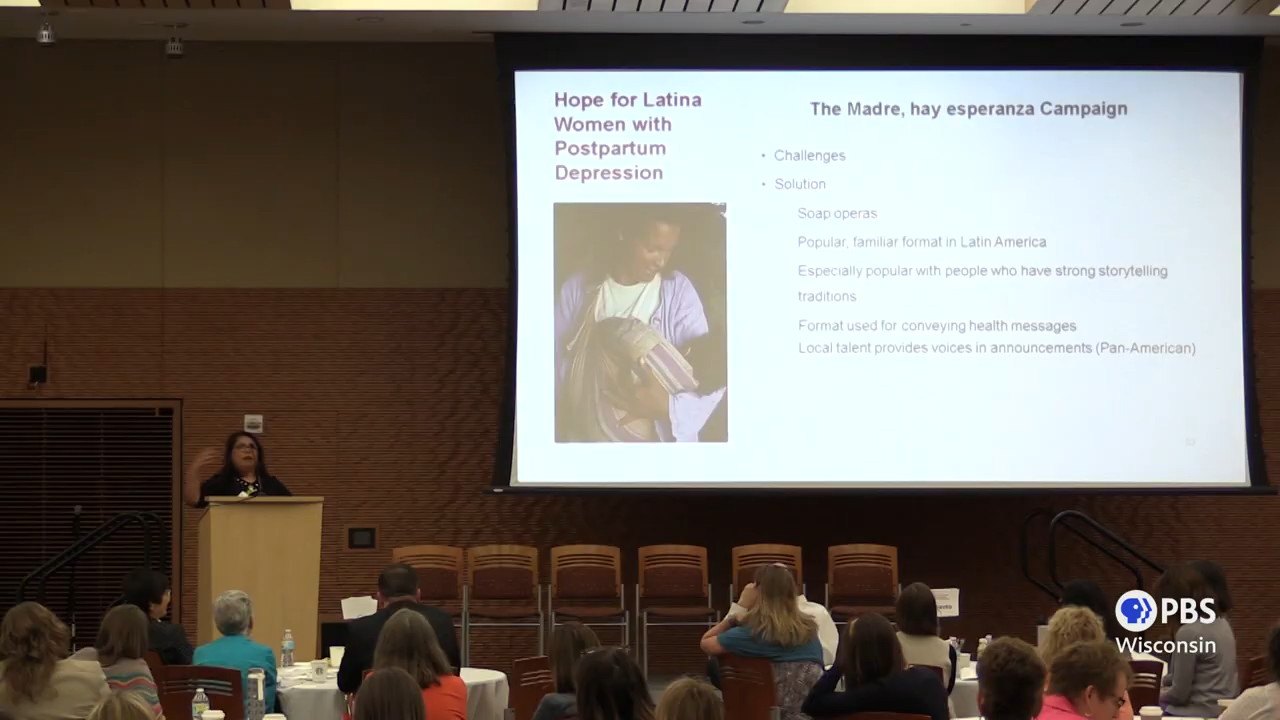 Hope for Latina
Women with
Postpartum
Depression
The Madre, hay esperanza Campaign
• Challenges
• Solution
Soap operas
Popular, familiar format in Latin America
Especially popular with people who have strong storytelling
traditions
Format used for conveying health messages
Local talent provides voices in announcements (Pan-American)
PBS
Wisconsin